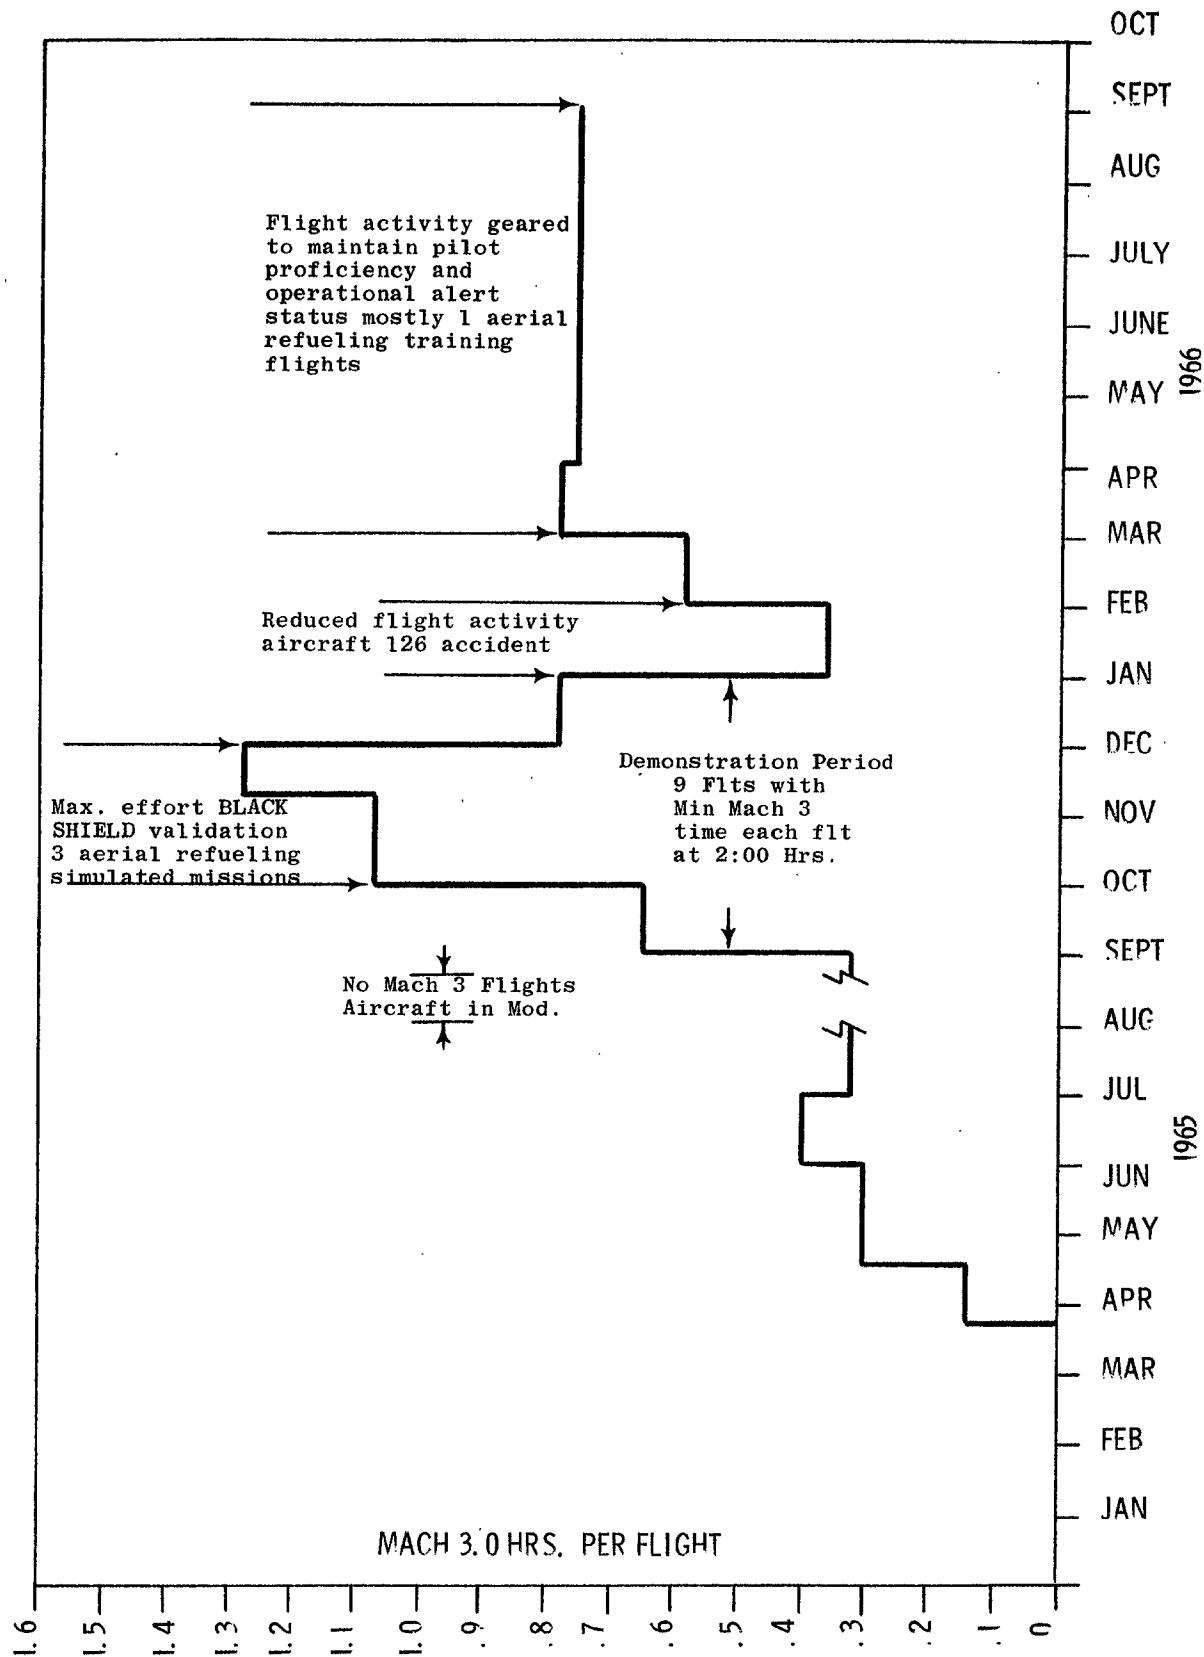 OCT
SEPT
AUG
JULY
JUNE
MAY
APR
MAR
FEB
JAN
1966
DEC
NOV
OCT
SEPT
AUG
JUL
JUN
MAY
APR
MAR
FEB
JAN
1965
Flight activity geared
to maintain pilot
proficiency and
operational alert
status mostly 1 aerial
refueling training
flights
Reduced flight activity
aircraft 126 accident
Demonstration Period
9 Flts with
Min Mach 3
time each flt
at 2:00 Hrs.
Max. effort BLACK
SHIELD validation
3 aerial refueling
simulated missions
No Mach 3 Flights
Aircraft in Mod.
MACH 3.0 HRS. PER FLIGHT
1.6
1.5
1.4
1.3
1.2
1.1
1.0
.9
.8
.7
.6
.5
.4
.3
.2
.1
0